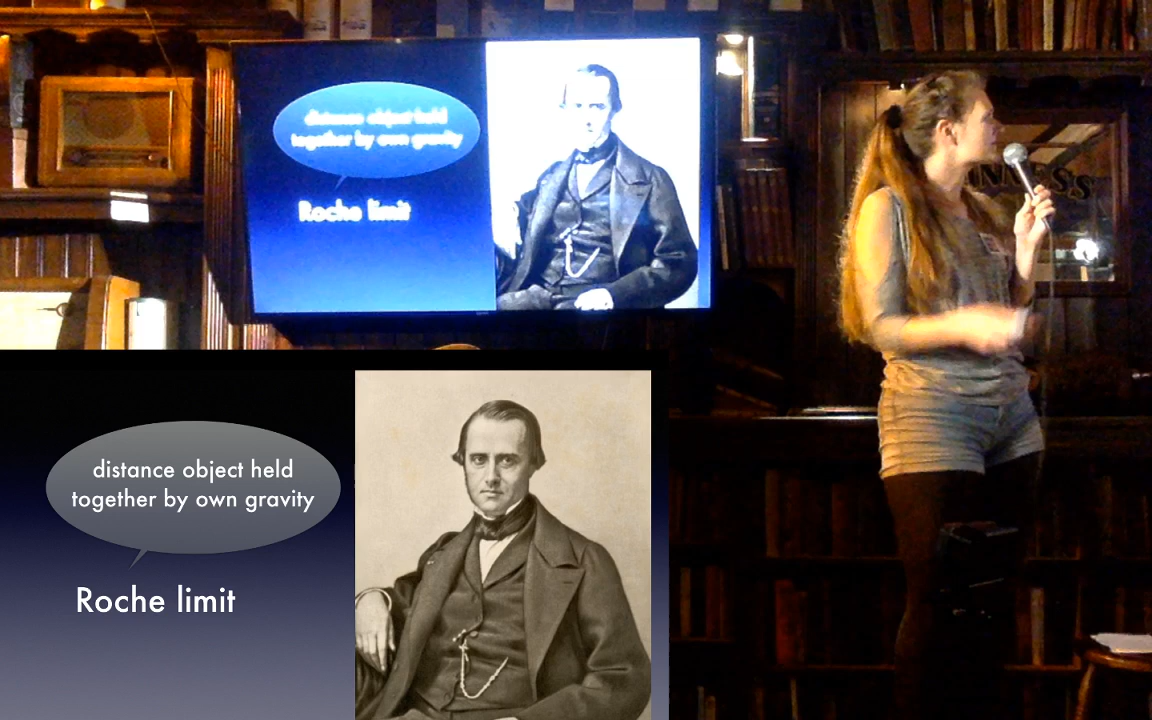 distance object held
together by own gravity
Roche limit
distance object held
together by own gravity
Roche limit